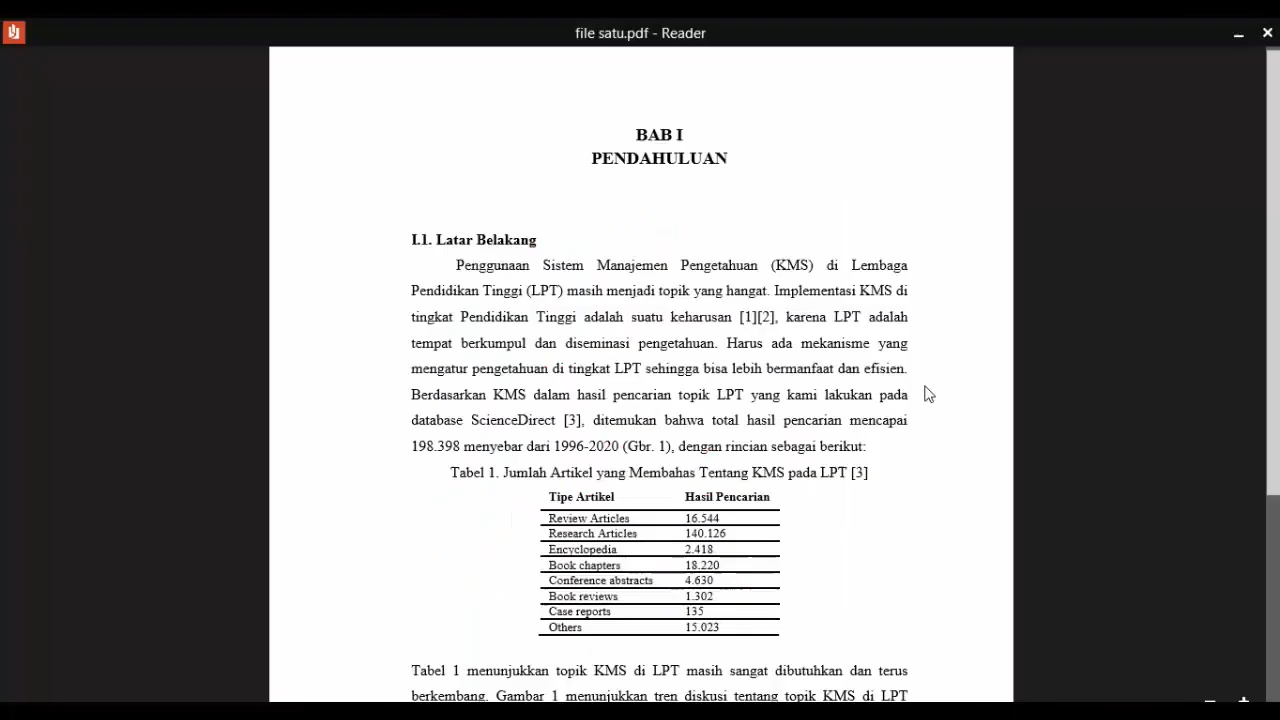 file satu.pdf - Reader
BAB I
PENDAHULUAN
I.1. Latar Belakang
Penggunaan Sistem Manajemen Pengetahuan (KMS) di Lembaga
Pendidikan Tinggi (LPT) masih menjadi topik yang hangat. Implementasi KMS di
tingkat Pendidikan Tinggi adalah suatu keharusan [1][2], karena LPT adalah
tempat berkumpul dan diseminasi pengetahuan. Harus ada mekanisme yang
mengatur pengetahuan di tingkat LPT sehingga bisa lebih bermanfaat dan efisien.
Berdasarkan KMS dalam hasil pencarian topik LPT yang kami lakukan pada
database ScienceDirect [3], ditemukan bahwa total hasil pencarian mencapai
198.398 menyebar dari 1996-2020 (Gbr. 1), dengan rincian sebagai berikut:
Tabel 1. Jumlah Artikel yang Membahas Tentang KMS pada LPT [3]
Tipe Artikel Hasil Pencarian
Review Articles 16.544
Research Articles 140.126
Encyclopedia 2.418
Book chapters 18.220
Conference abstracts 4.630
Book reviews 1.302
Case reports 135
Others 15.023
Tabel 1 menunjukkan topik KMS di LPT masih sangat dibutuhkan dan terus
berkembang. Gambar 1 menunjukkan tren diskusi tentang topik KMS di LPT